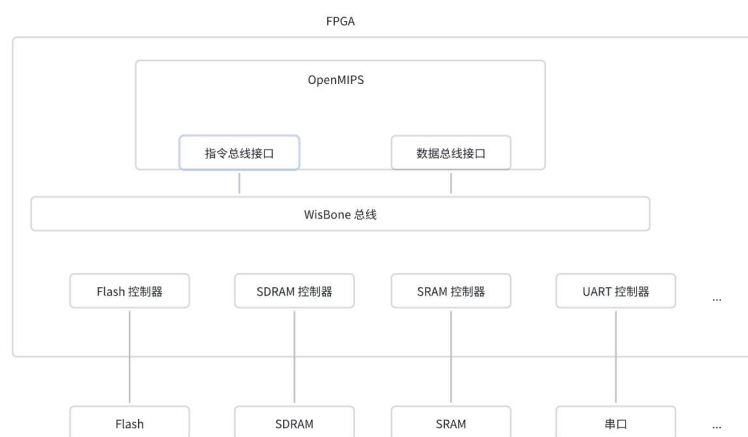 FPGA
OpenMIPS
指令总线接口
数据总线接口
WisBone 总线
Flash 控制器
SDRAM 控制器
SRAM 控制器
UART 控制器
...
Flash
SDRAM
SRAM
串口
...